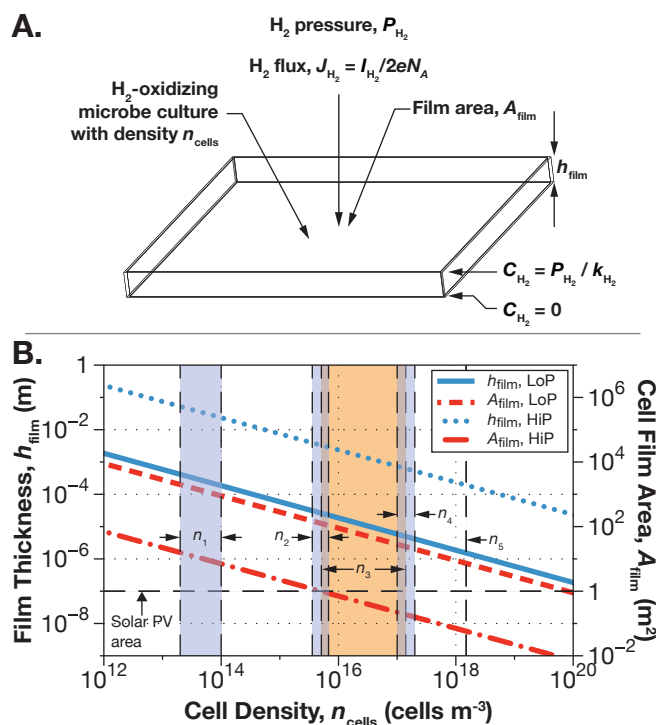 A.
H2 pressure, PH2
H2 flux, JH2 = IH2/2eNA
H2-oxidizing
microbe culture
with density ncells
Film area, Afilm
hfilm
CH2 = PH2 / kH2
CH2 = 0
B.
Film Thickness, hfilm (m)
1
10-2
10-4
10-6
10-8
hfilm, LoP
Afilm, LoP
hfilm, HiP
Afilm, HiP
n1
n2
n3
n4
n5
Solar PV
area
106
104
102
1
10-2
Cell Film Area, Afilm
(m2)
1012
1014
1016
1018
1020
Cell Density, ncells (cells m-3)